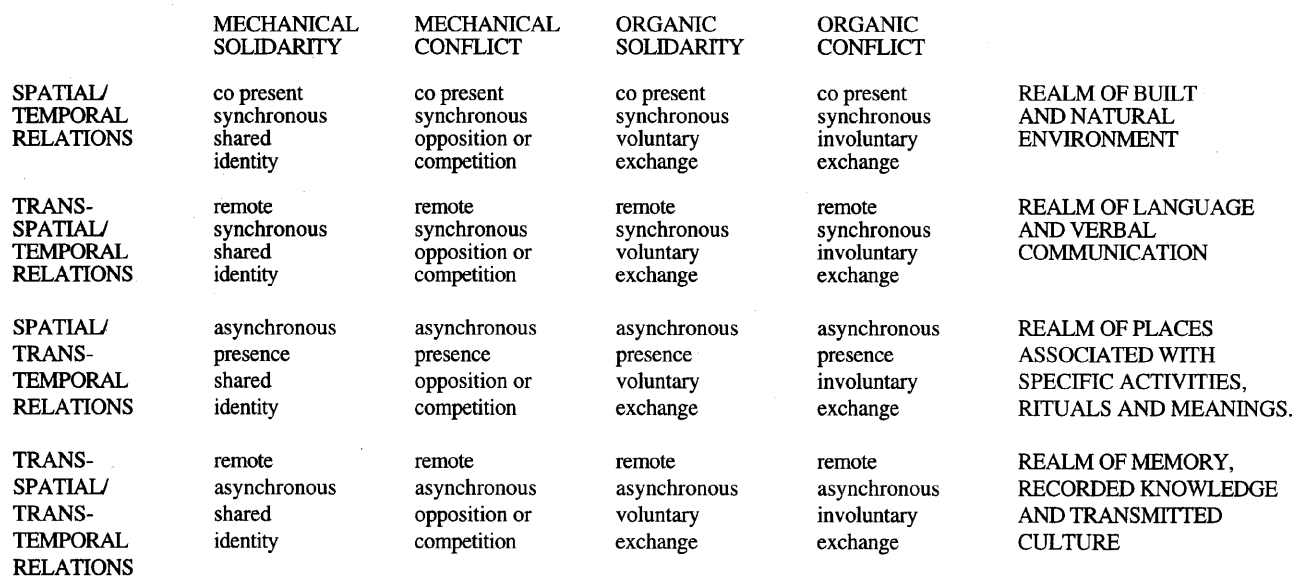 MECHANICAL MECHANICAL ORGANIC ORGANIC
SOLIDARITY CONFLICT SOLIDARITY CONFLICT
SPATIAL/ co present co present co present co present REALM OF BUILT
TEMPORAL synchronous synchronous synchronous synchronous AND NATURAL
RELATIONS shared opposition or voluntary involuntary ENVIRONMENT
identity competition exchange exchange
TRANS- remote remote remote remote REALM OF LANGUAGE
SPATIAL/ synchronous synchronous synchronous synchronous AND VERBAL
TEMPORAL shared opposition or voluntary involuntary COMMUNICATION
RELATIONS identity competition exchange exchange
SPATIAL/ asynchronous asynchronous asynchronous asynchronous REALM OF PLACES
TRANS- presence presence presence presence ASSOCIATED WITH
TEMPORAL shared opposition or voluntary involuntary SPECIFIC ACTIVITIES,
RELATIONS identity competition exchange exchange RITUALS AND MEANINGS.
TRANS- remote remote remote remote REALM OF MEMORY,
SPATIAL/ asynchronous asynchronous asynchronous asynchronous RECORDED KNOWLEDGE
TRANS- shared opposition or voluntary involuntary AND TRANSMITTED
TEMPORAL identity competition exchange exchange CULTURE
RELATIONS